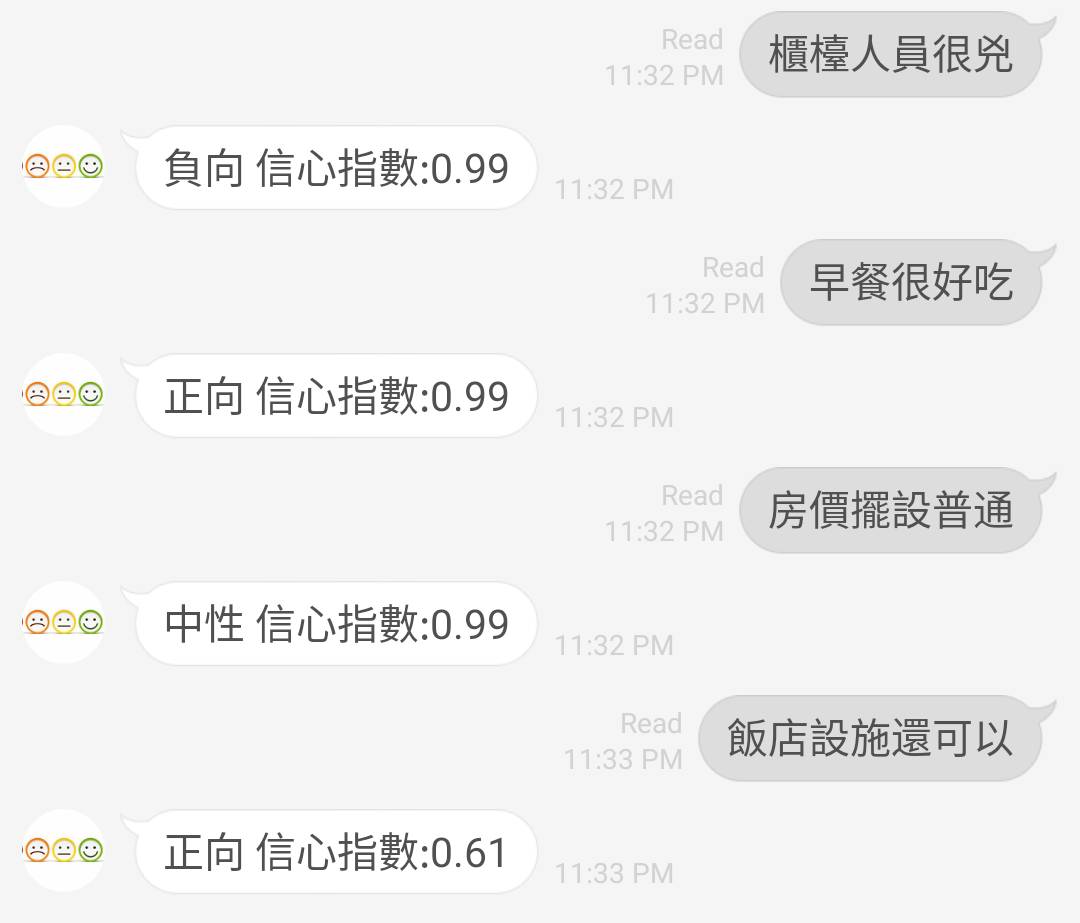 櫃檯人員很兇
Read
11:32 PM
負向 信心指數:0.99
11:32 PM
早餐很好吃
Read
11:32 PM
正向 信心指數:0.99
11:32 PM
房價擺設普通
Read
11:32 PM
中性 信心指數:0.99
11:32 PM
飯店設施還可以
Read
11:33 PM
正向 信心指數:0.61
11:33 PM